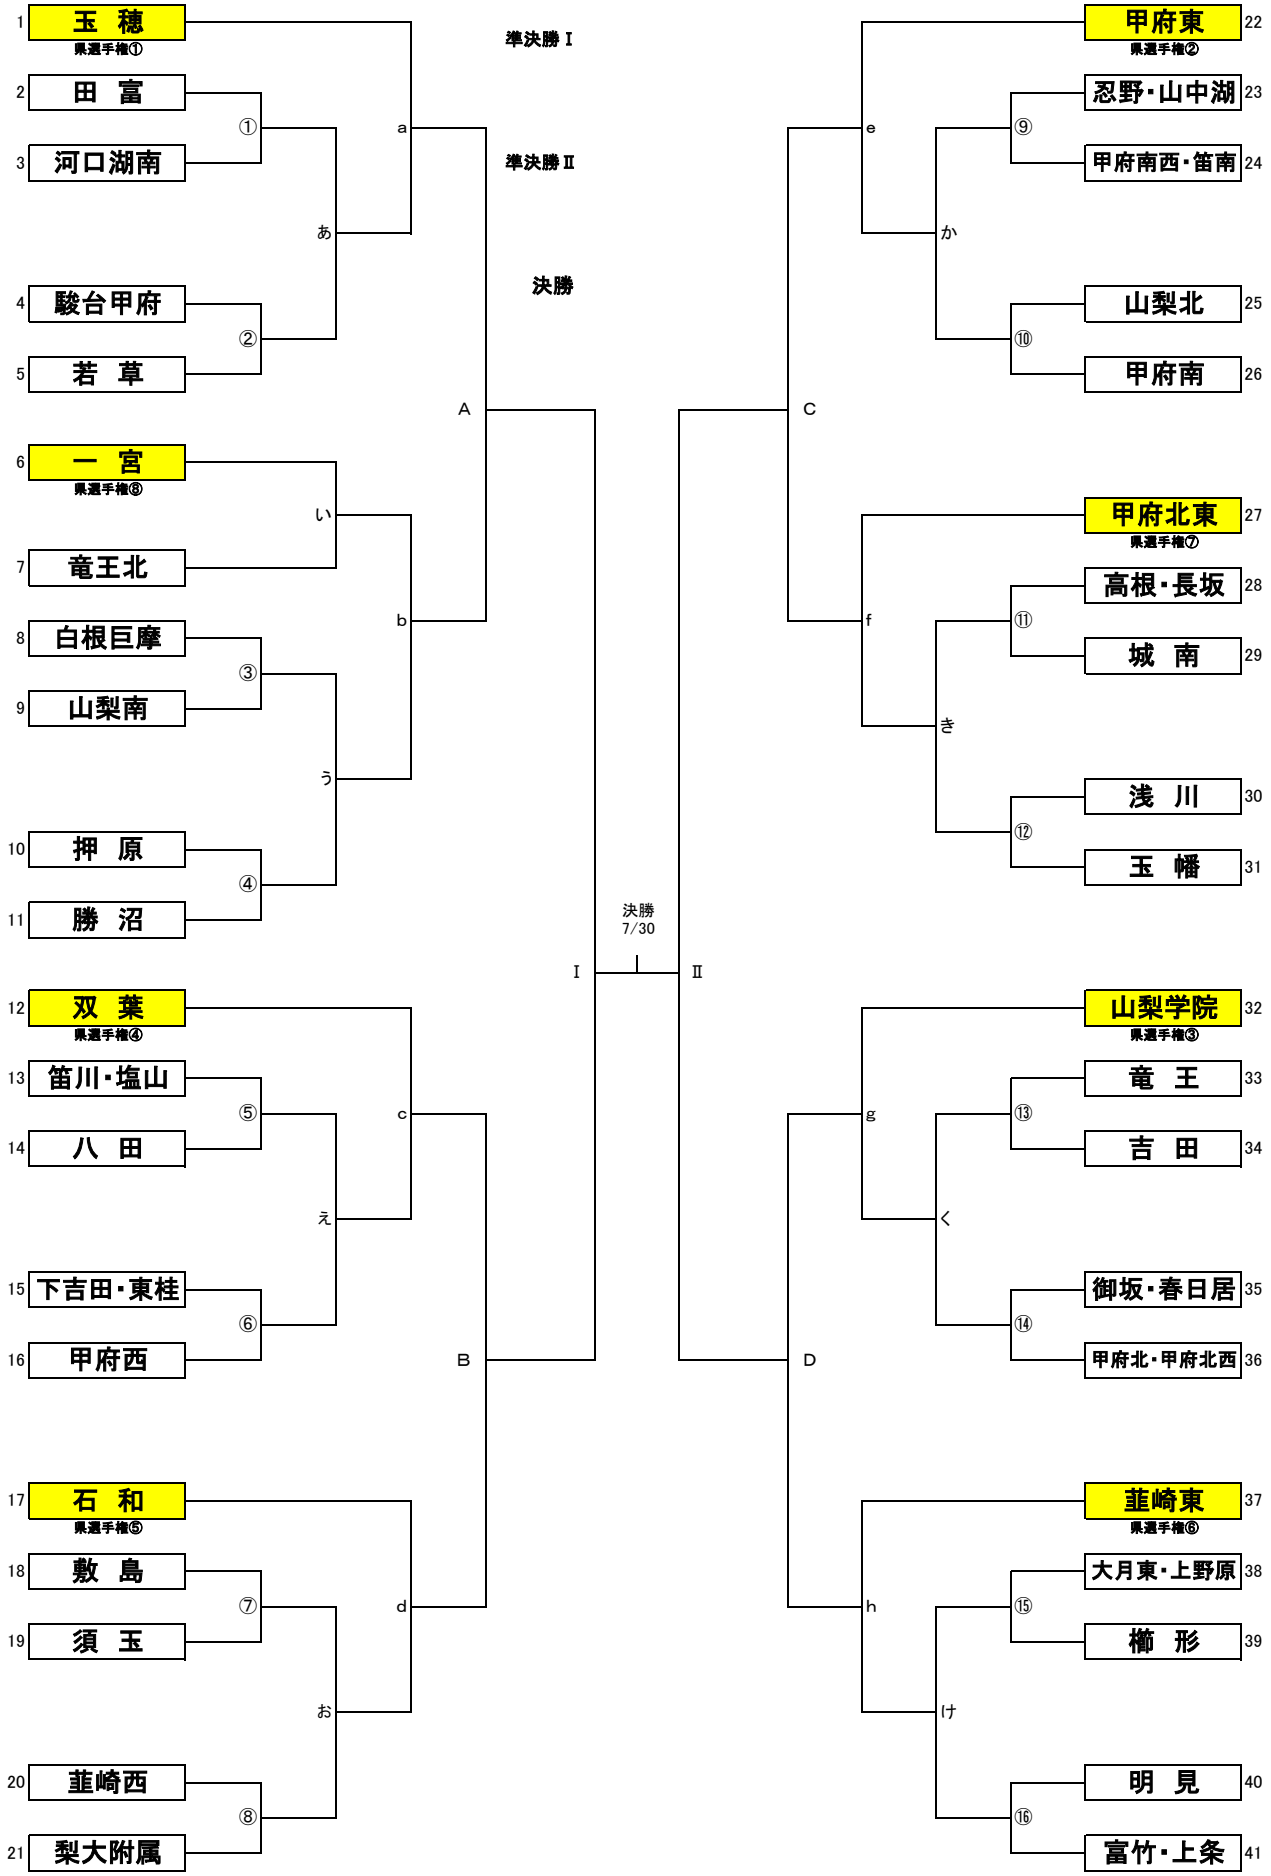 1 玉 穂
県選手権①
2 田 富
①
3 河口湖南
あ
a
4 駿台甲府
②
5 若 草
A
6 一 宮
県選手権⑧
い
7 竜王北
b
8 白根巨摩
③
9 山梨南
う
10 押 原
④
11 勝 沼
Ⅰ
12 双 葉
県選手権④
13 笛川・塩山
⑤
14 八 田
c
え
15 下吉田・東桂
⑥
16 甲府西
B
17 石 和
県選手権⑤
18 敷 島
⑦
19 須 玉
d
お
20 韮崎西
⑧
21 梨大附属
準決勝Ⅰ
準決勝Ⅱ
決勝
決勝
7/30
甲府東 22
県選手権②
忍野・山中湖 23
⑨
甲府南西・笛南 24
e
か
山梨北 25
⑩
甲府南 26
C
甲府北東 27
県選手権⑦
高根・長坂 28
⑪
城 南 29
f
き
浅 川 30
⑫
玉 幡 31
Ⅱ
山梨学院 32
県選手権③
竜 王 33
⑬
吉 田 34
g
く
御坂・春日居 35
⑭
甲府北・甲府北西 36
D
韮崎東 37
県選手権⑥
大月東・上野原 38
⑮
櫛 形 39
h
け
明 見 40
⑯
富竹・上条 41